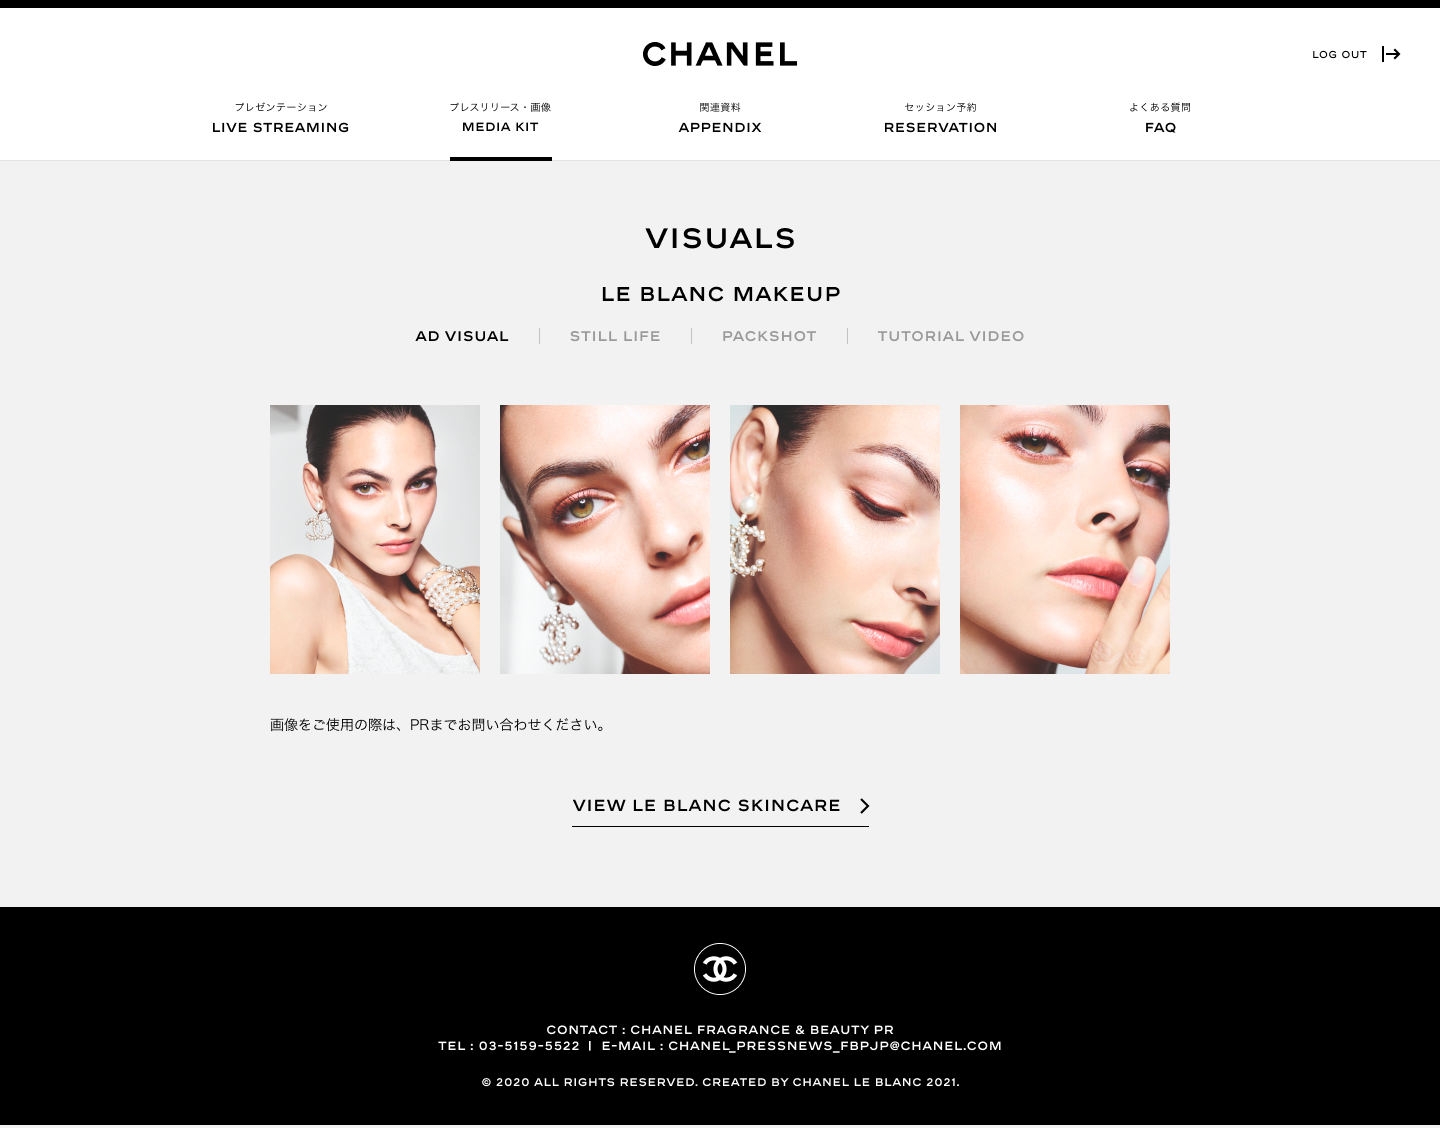 CHANEL
LOG OUT
プレゼンテーション
LIVE STREAMING
プレスリリース・画像
MEDIA KIT
関連資料
APPENDIX
セッション予約
RESERVATION
よくある質問
FAQ
VISUALS
LE BLANC MAKEUP
AD VISUAL
STILL LIFE
PACKSHOT
TUTORIAL VIDEO
画像をご使用の際は、PRまでお問い合わせください。
VIEW LE BLANC SKINCARE
CONTACT : CHANEL FRAGRANCE & BEAUTY PR
TEL : 03-5159-5522 | E-MAIL : CHANEL_PRESSNEWS_FBPJP@CHANEL.COM
© 2020 ALL RIGHTS RESERVED. CREATED BY CHANEL LE BLANC 2021.